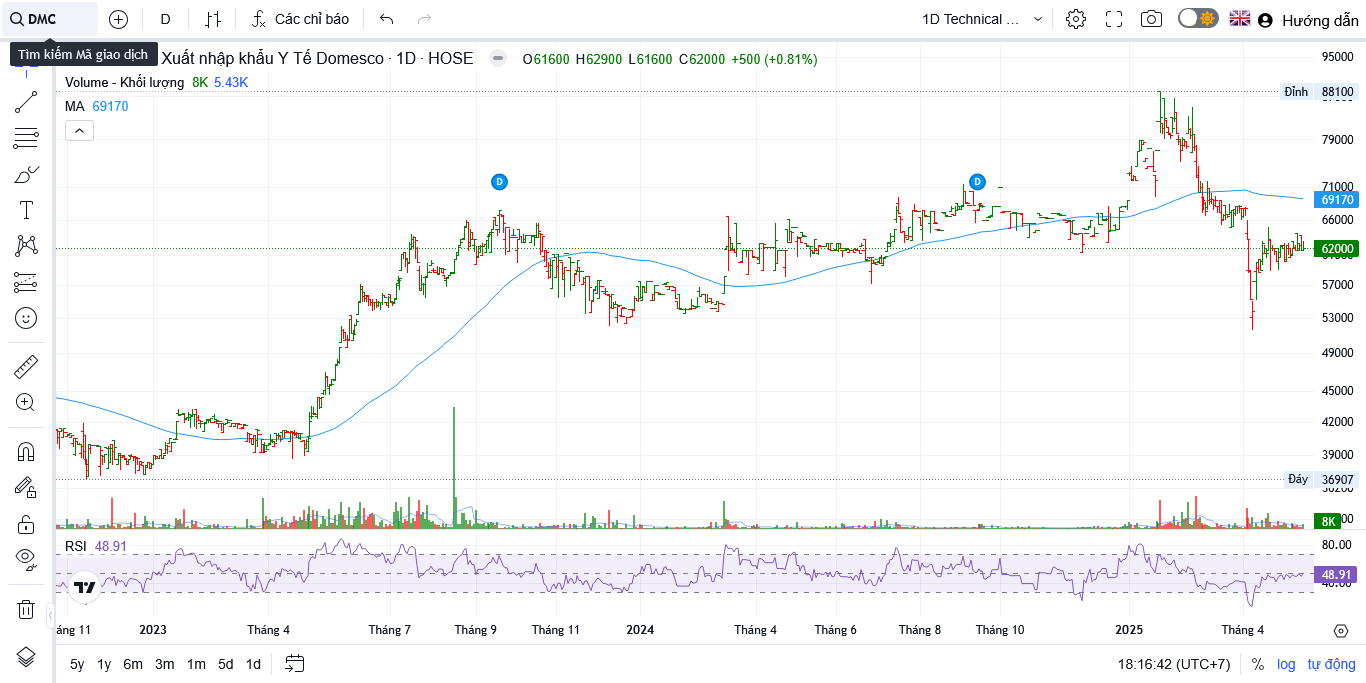 DMC
D
Các chỉ báo
1D Technical ...
Hướng dẫn
Tìm kiếm Mã giao dịch
Xuất nhập khẩu Y Tế Domesco · 1D · HOSE
O61600 H62900 L61600 C62000 +500 (+0.81%)
Volume - Khối lượng 8K 5.43K
MA 69170
95000
Đỉnh 88100
79000
71000
69170
66000
62000
57000
53000
49000
45000
42000
39000
Đáy 36907
8K
D
D
RSI 48.91
80.00
48.91
40.00
áng 11 2023 Tháng 4 Tháng 7 Tháng 9 Tháng 11 2024 Tháng 4 Tháng 6 Tháng 8 Tháng 10 2025 Tháng 4
5y 1y 6m 3m 1m 5d 1d
18:16:42 (UTC+7) % log tự động